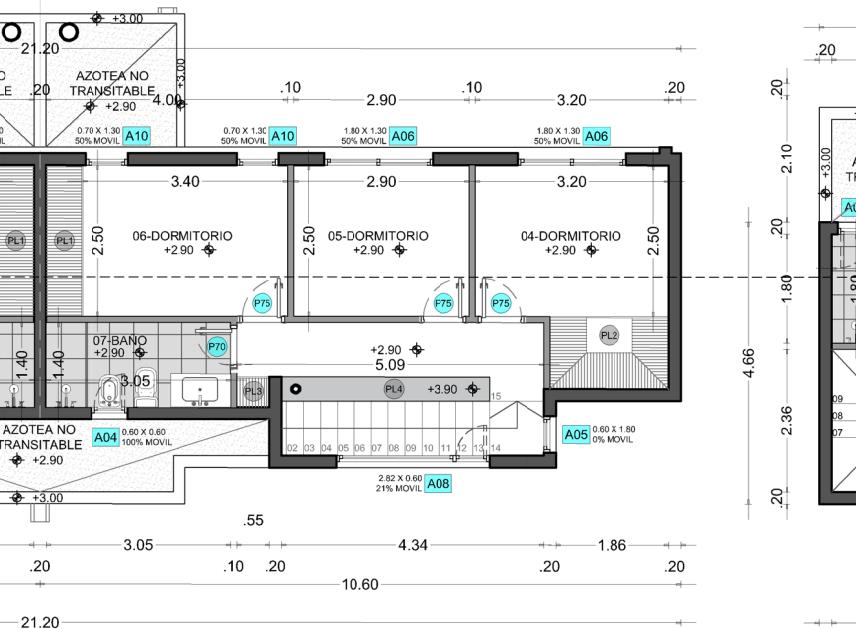 +3.00
21.20
AZOTEA NO
TRANSITABLE
+2.90
+3.00
.20
4.00
.10
2.90
.10
3.20
.20
.20
.20
0.70 X 1.30
50% MOVIL
A10
0.70 X 1.30
50% MOVIL
A10
1.80 X 1.30
50% MOVIL
A06
1.80 X 1.30
50% MOVIL
A06
2.10
+3.00
3.40
2.90
3.20
PL1
PL1
2.50
06-DORMITORIO
+2.90
2.50
05-DORMITORIO
+2.90
04-DORMITORIO
+2.90
2.50
.20
P75
P75
P75
1.80
07-BAÑO
+2.90
P70
PL2
1.40
1.40
3.05
+2.90
5.09
4.66
PL3
PL4
+3.90
15
02 03 04 05 06 07 08 09 10 11 12 13 14
09
08
07
2.36
AZOTEA NO
TRANSITABLE
+2.90
+3.00
A04
0.60 X 0.60
100% MOVIL
A05
0.60 X 1.80
0% MOVIL
2.82 X 0.60
21% MOVIL
A08
.20
.55
3.05
4.34
1.86
.20
.10
.20
.20
.20
10.60
21.20